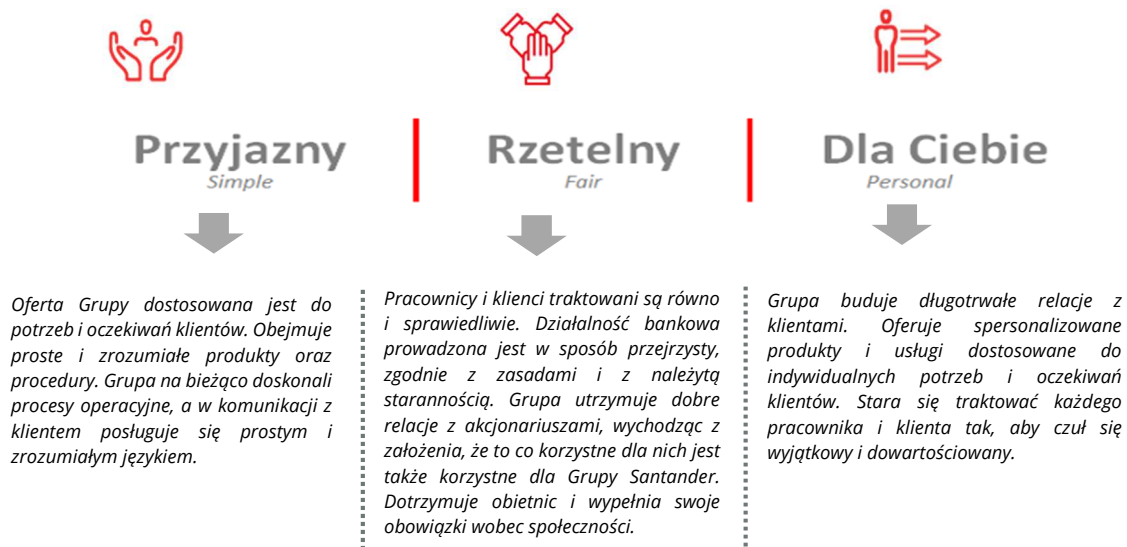 Przyjazny
Simple
Rzetelny
Fair
Dla Ciebie
Personal
Oferta Grupy dostosowana jest do
potrzeb i oczekiwań klientów. Obejmuje
proste i zrozumiałe produkty oraz
procedury. Grupa na bieżąco doskonali
procesy operacyjne, a w komunikacji z
klientem posługuje się prostym i
zrozumiałym językiem.
Pracownicy i klienci traktowani są równo
i sprawiedliwie. Działalność bankowa
prowadzona jest w sposób przejrzysty,
zgodnie z zasadami i z należytą
starannością. Grupa utrzymuje dobre
relacje z akcjonariuszami, wychodząc z
założenia, że to co korzystne dla nich jest
także korzystne dla Grupy Santander.
Dotrzymuje obietnic i wypełnia swoje
obowiązki wobec społeczności.
Grupa buduje długotrwałe relacje z
klientami. Oferuje spersonalizowane
produkty i usługi dostosowane do
indywidualnych potrzeb i oczekiwań
klientów. Stara się traktować każdego
pracownika i klienta tak, aby czuł się
wyjątkowy i dowartościowany.